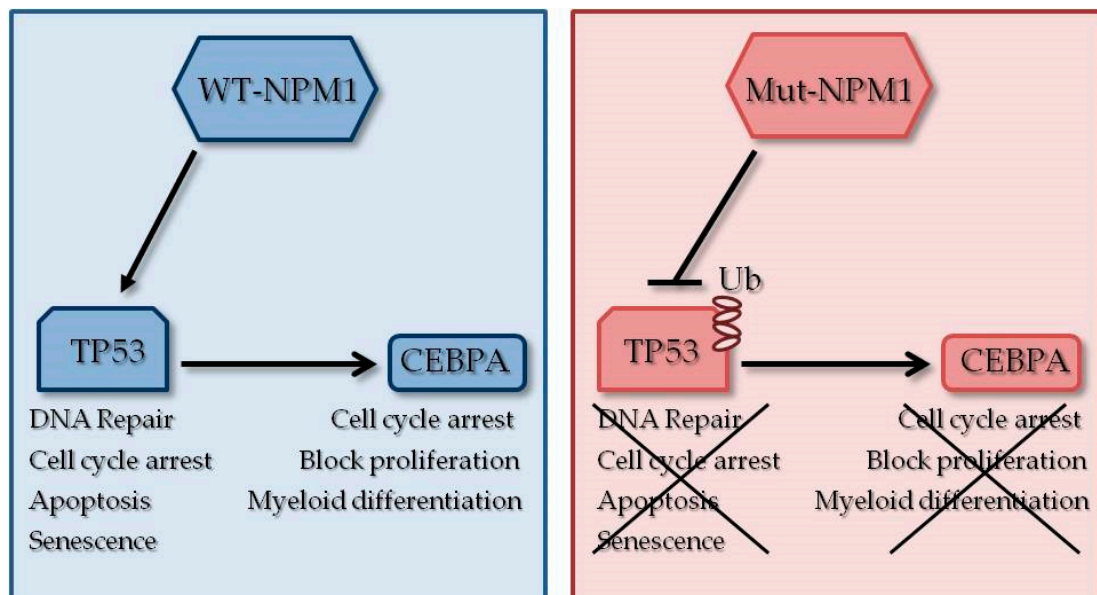 WT-NPM1
TP53
CEBPA
DNA Repair
Cell cycle arrest
Apoptosis
Senescence
Cell cycle arrest
Block proliferation
Myeloid differentiation
Mut-NPM1
Ub
TP53
CEBPA
DNA Repair
Cell cycle arrest
Apoptosis
Senescence
Cell cycle arrest
Block proliferation
Myeloid differentiation